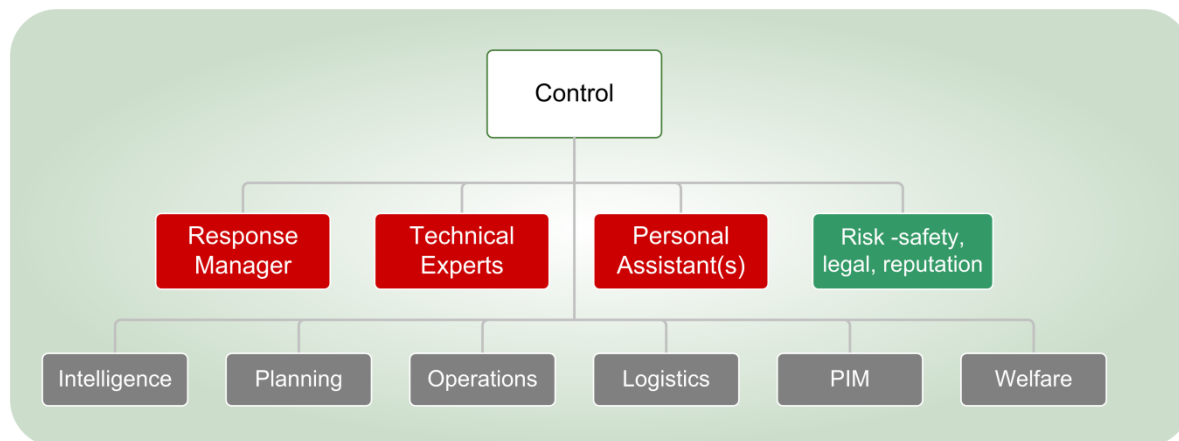 Control
Response
Manager
Technical
Experts
Personal
Assistant(s)
Risk -safety,
legal, reputation
Intelligence
Planning
Operations
Logistics
PIM
Welfare